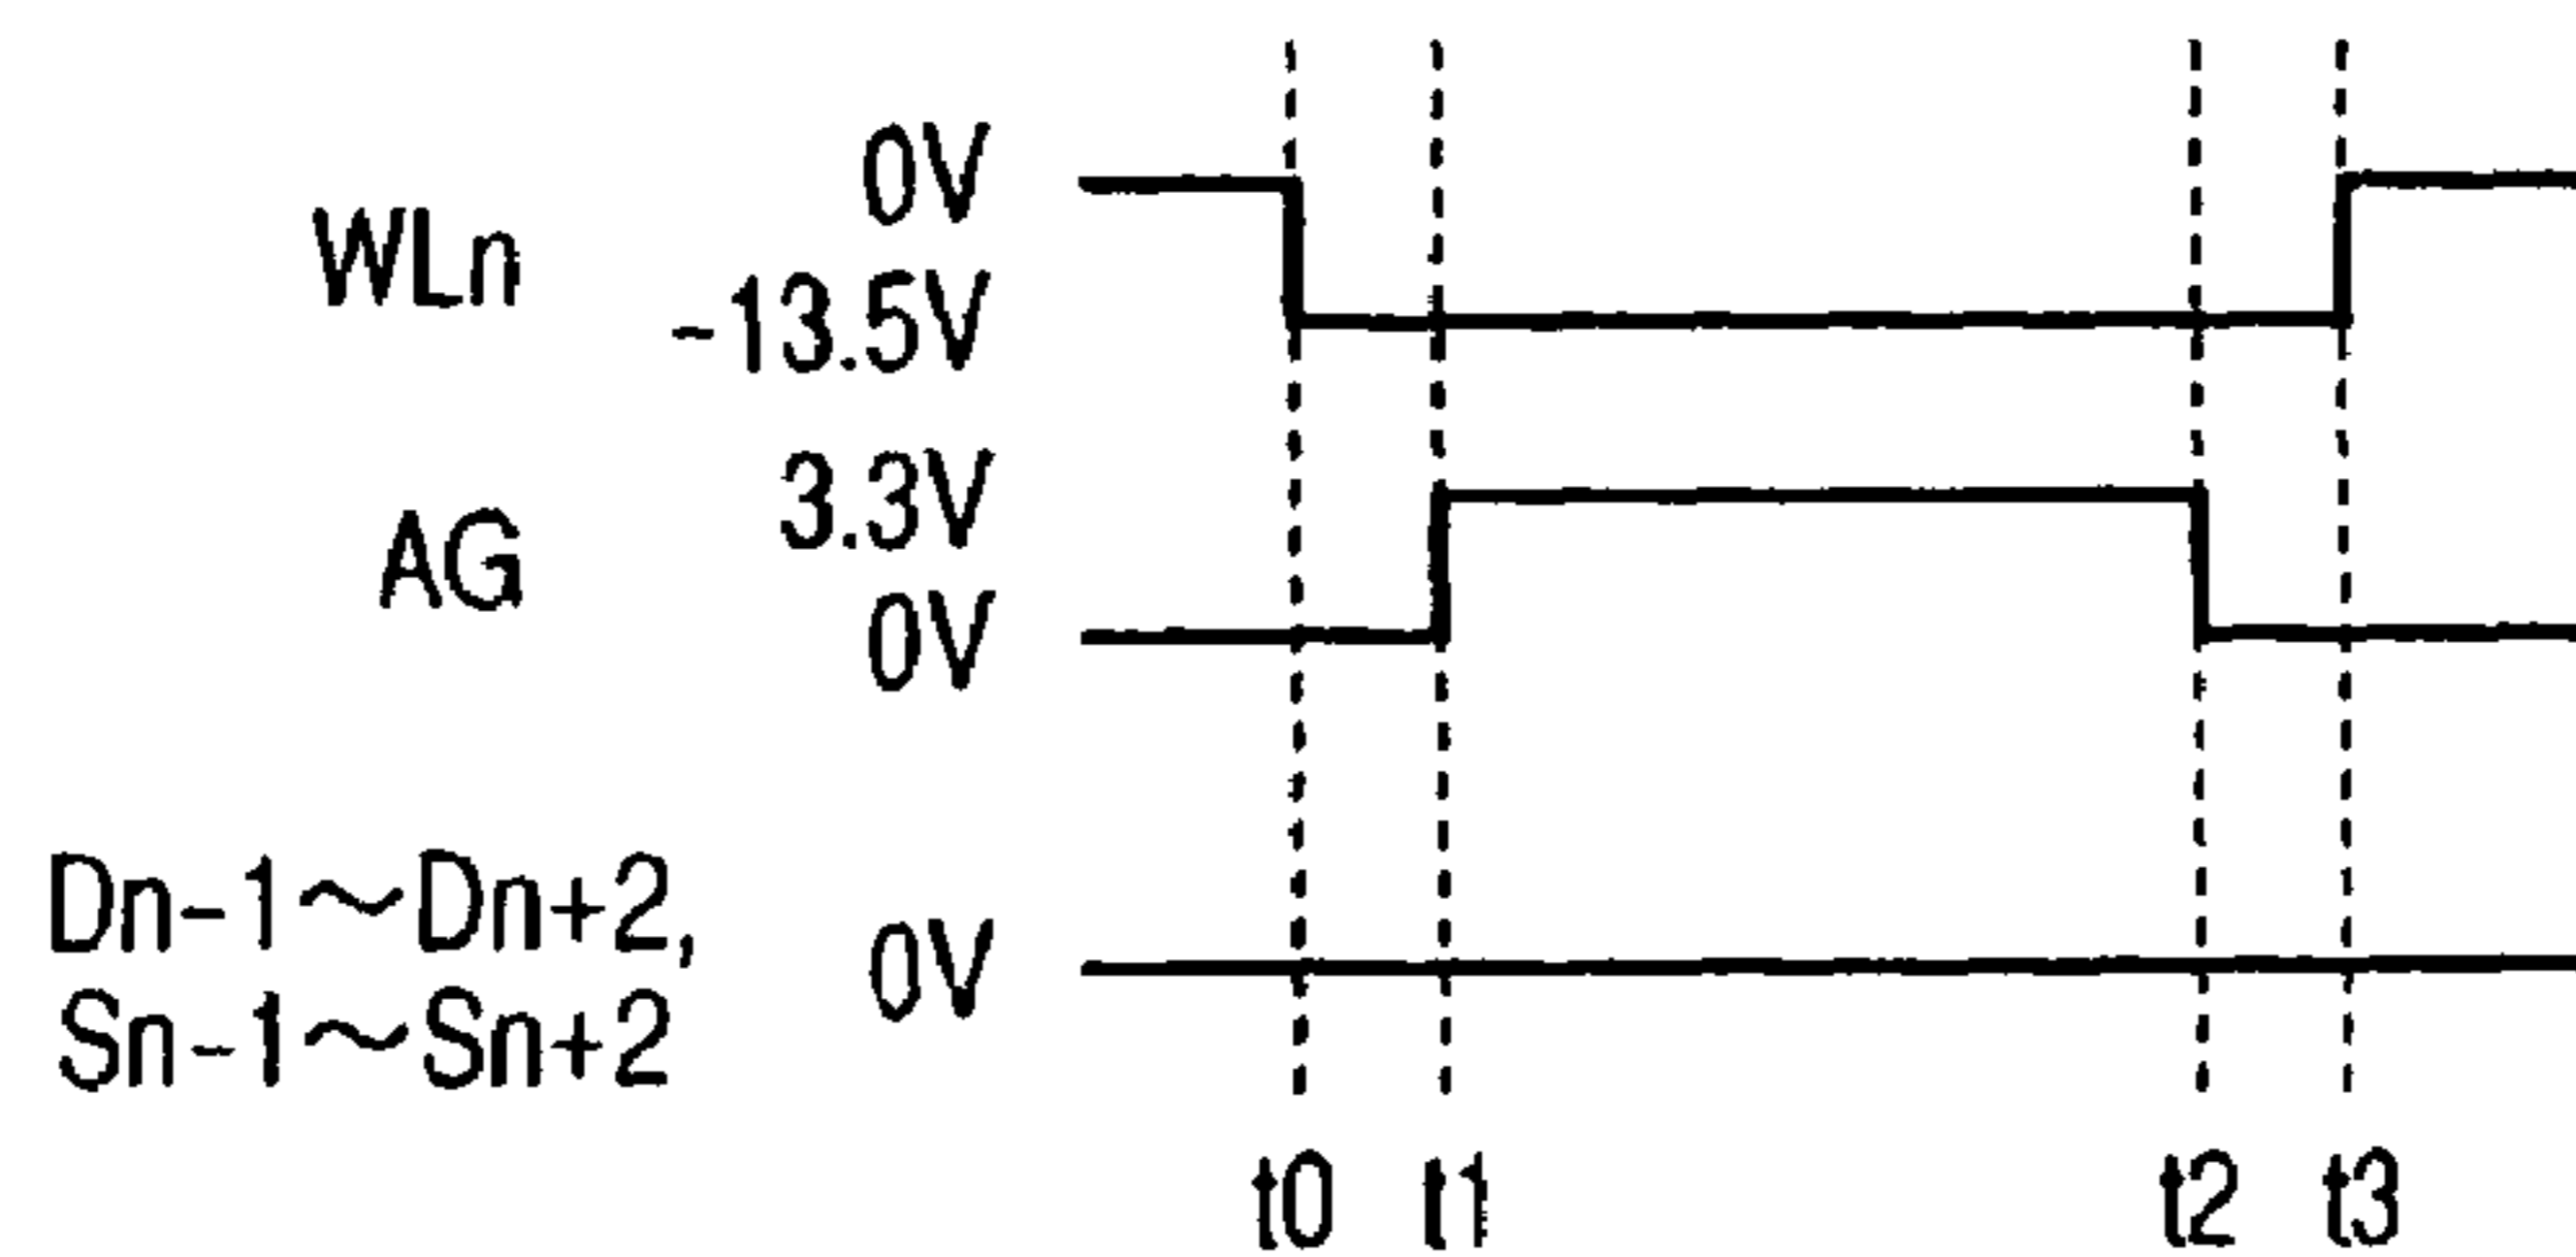 0V
WLn
-13.5V
3.3V
AG
0V
Dn-1~Dn+2,
0V
Sn-1~Sn+2
t0 t1 t2 t3